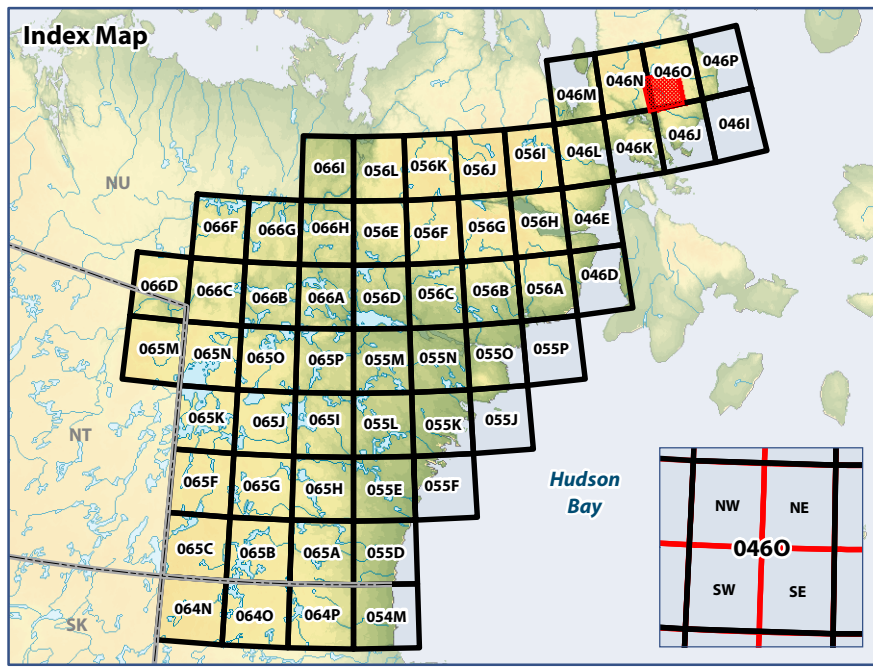 Index Map
046M 046N 046O 046P
066I 056L 056K 056J 056I 046L 046K 046J 046I
NU
066F 066G 066H 056E 056F 056G 056H 046E
066D 066C 066B 066A 056D 056C 056B 056A 046D
065M 065N 065O 065P 055M 055N 055O 055P
NT
065K 065J 065I 055L 055K 055J
065F 065G 065H 055E 055F
Hudson
Bay
065C 065B 065A 055D
064N 064O 064P 054M
SK
NW NE
046O
SW SE